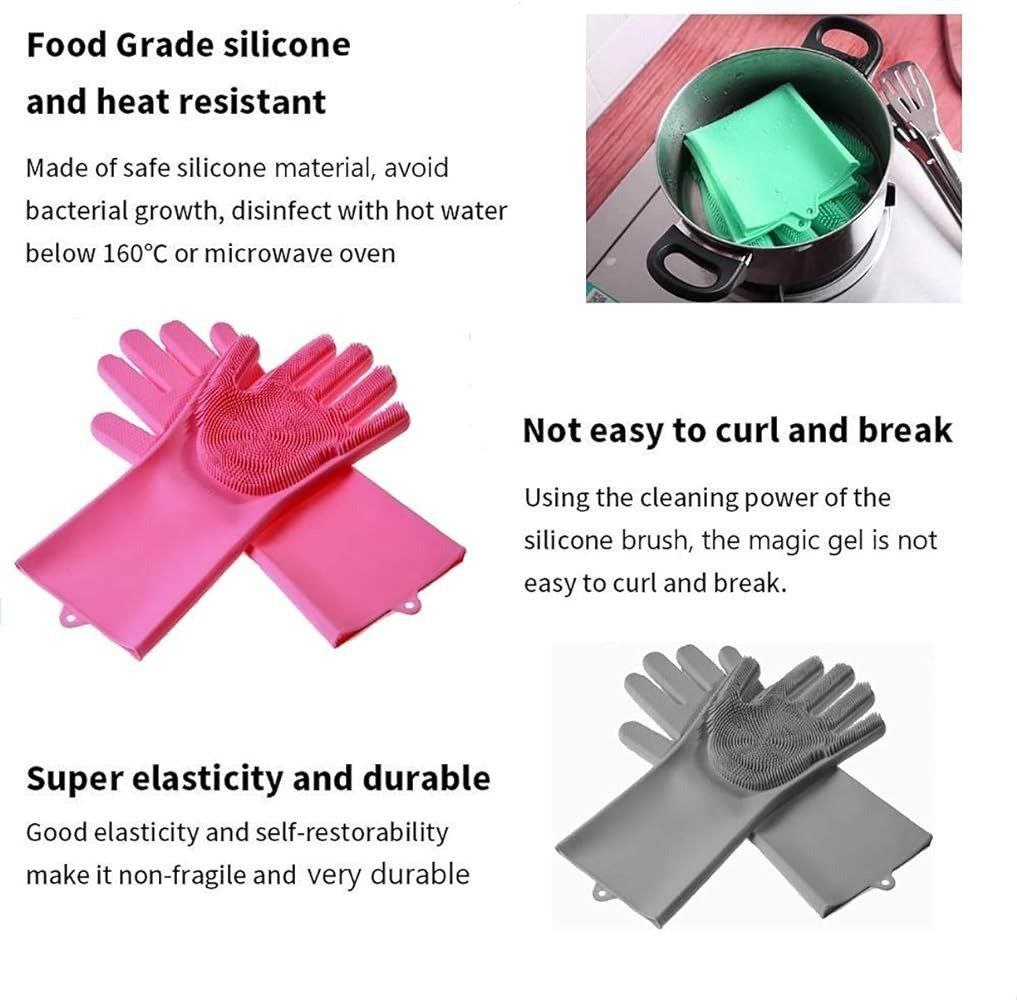 Food Grade silicone
and heat resistant
Made of safe silicone material, avoid
bacterial growth, disinfect with hot water
below 160℃ or microwave oven
Not easy to curl and break
Using the cleaning power of the
silicone brush, the magic gel is not
easy to curl and break.
Super elasticity and durable
Good elasticity and self-restorability
make it non-fragile and very durable